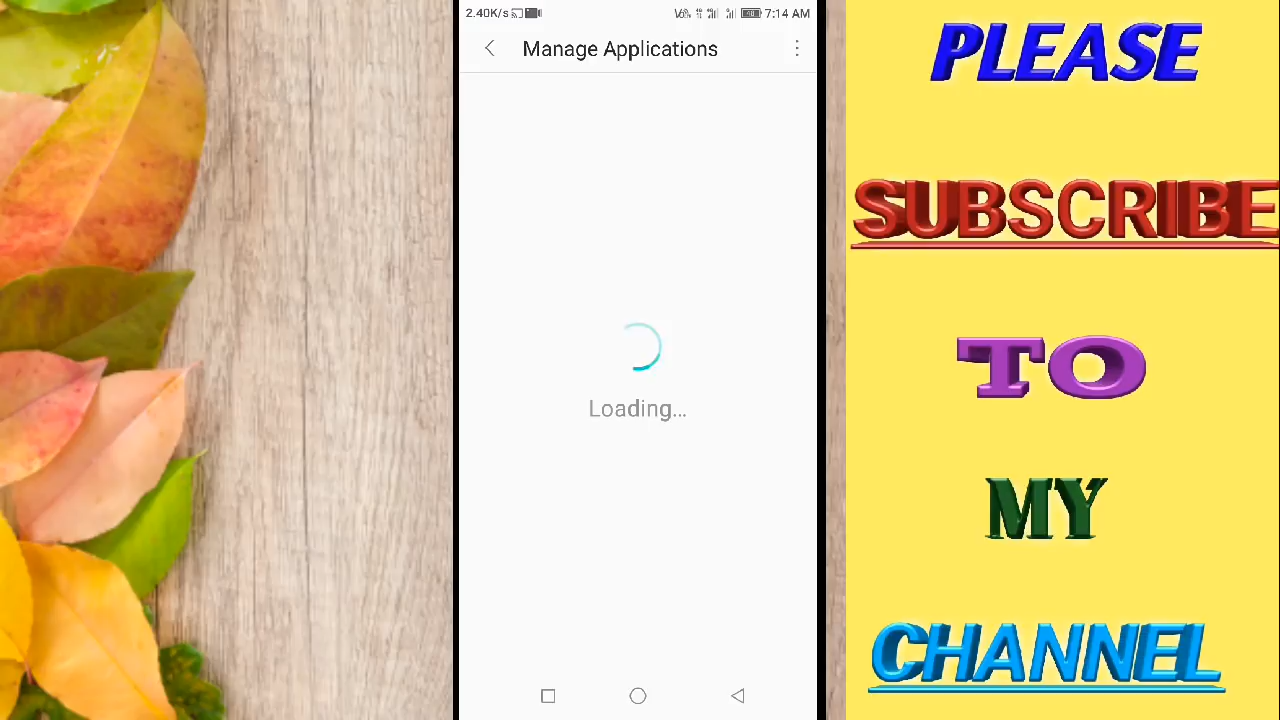 2.40K/s 7:14 AM
Manage Applications
Loading...
PLEASE
SUBSCRIBE
TO
MY
CHANNEL